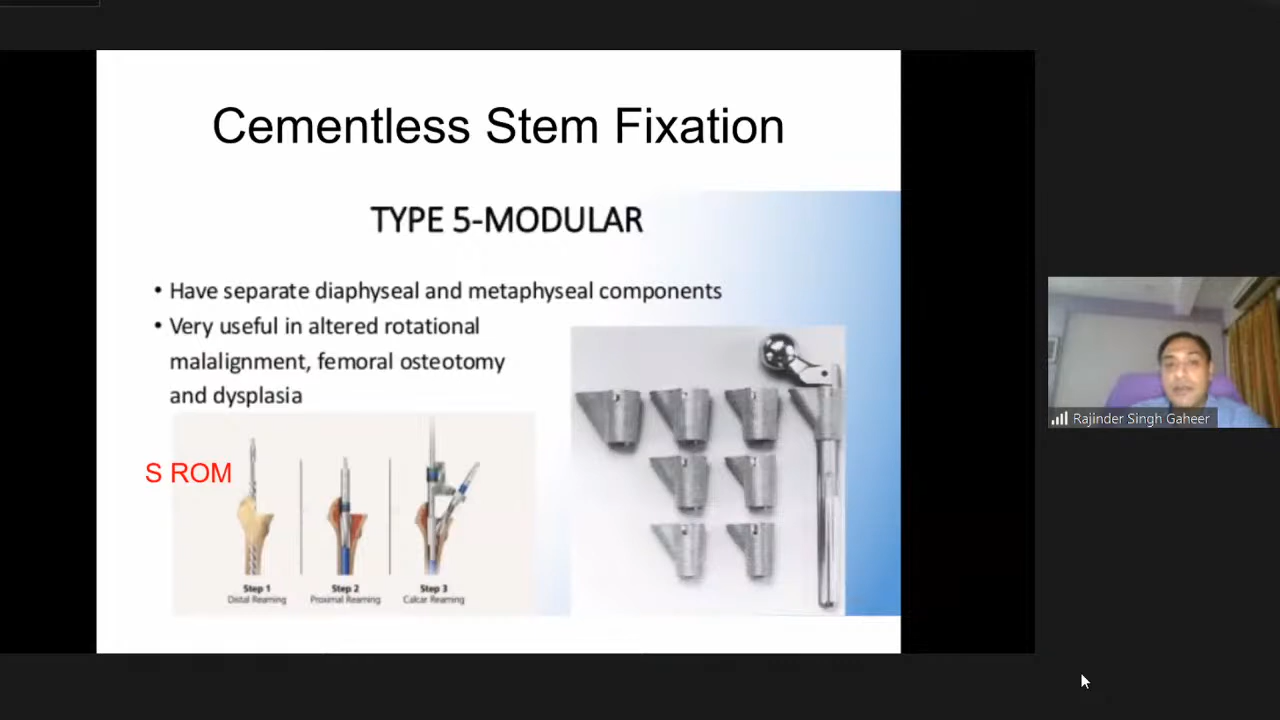 Cementless Stem Fixation
TYPE 5-MODULAR
• Have separate diaphyseal and metaphyseal components
• Very useful in altered rotational
malalignment, femoral osteotomy
and dysplasia
S ROM
Step 1
Distal Reaming
Step 2
Proximal Reaming
Step 3
Calcar Reaming
Rajinder Singh Gaheer